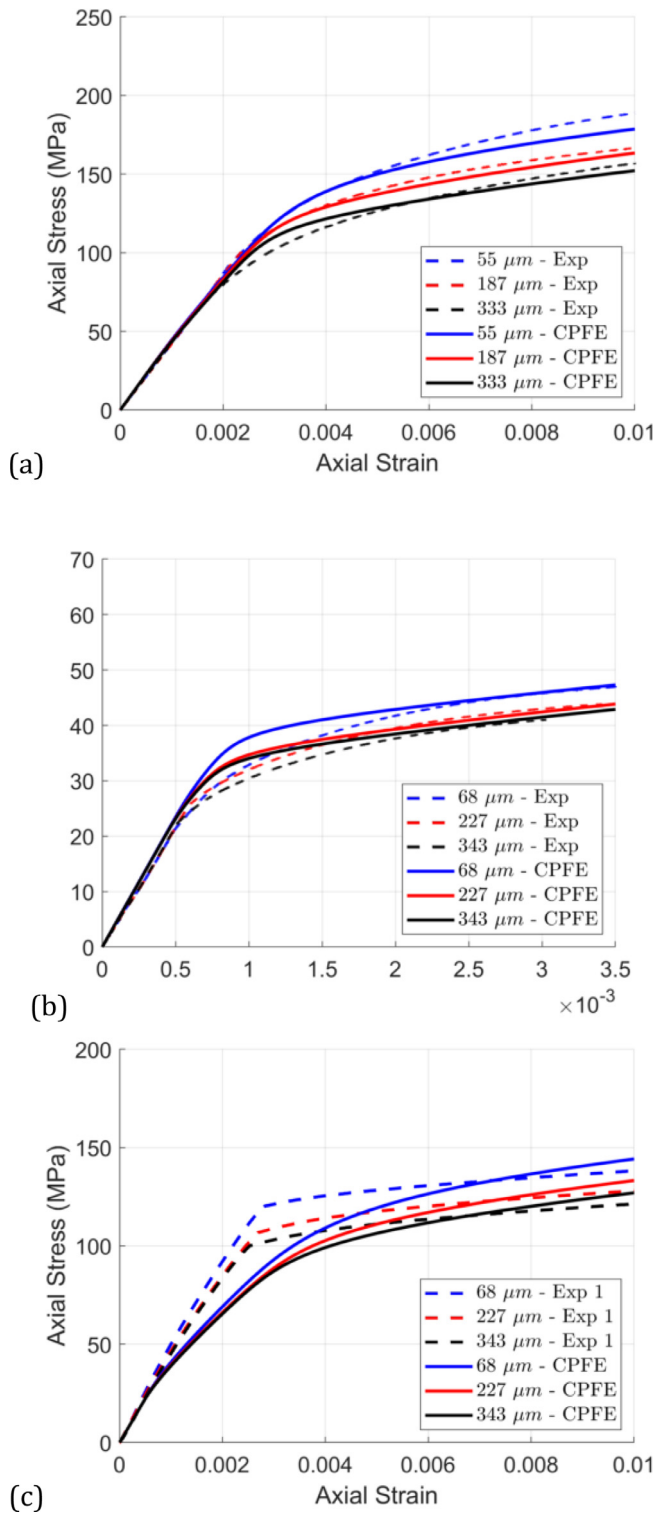 250
200
150
100
50
0
Axial Stress (MPa)
55 μm - Exp
187 μm - Exp
333 μm - Exp
55 μm - CPFE
187 μm - CPFE
333 μm - CPFE
0 0.002 0.004 0.006 0.008 0.01
Axial Strain
(a)
70
60
50
40
30
20
10
0
68 μm - Exp
227 μm - Exp
343 μm - Exp
68 μm - CPFE
227 μm - CPFE
343 μm - CPFE
0 0.5 1 1.5 2 2.5 3 3.5
×10-3
(b)
200
150
100
50
0
Axial Stress (MPa)
68 μm - Exp 1
227 μm - Exp 1
343 μm - Exp 1
68 μm - CPFE
227 μm - CPFE
343 μm - CPFE
0 0.002 0.004 0.006 0.008 0.01
Axial Strain
(c)